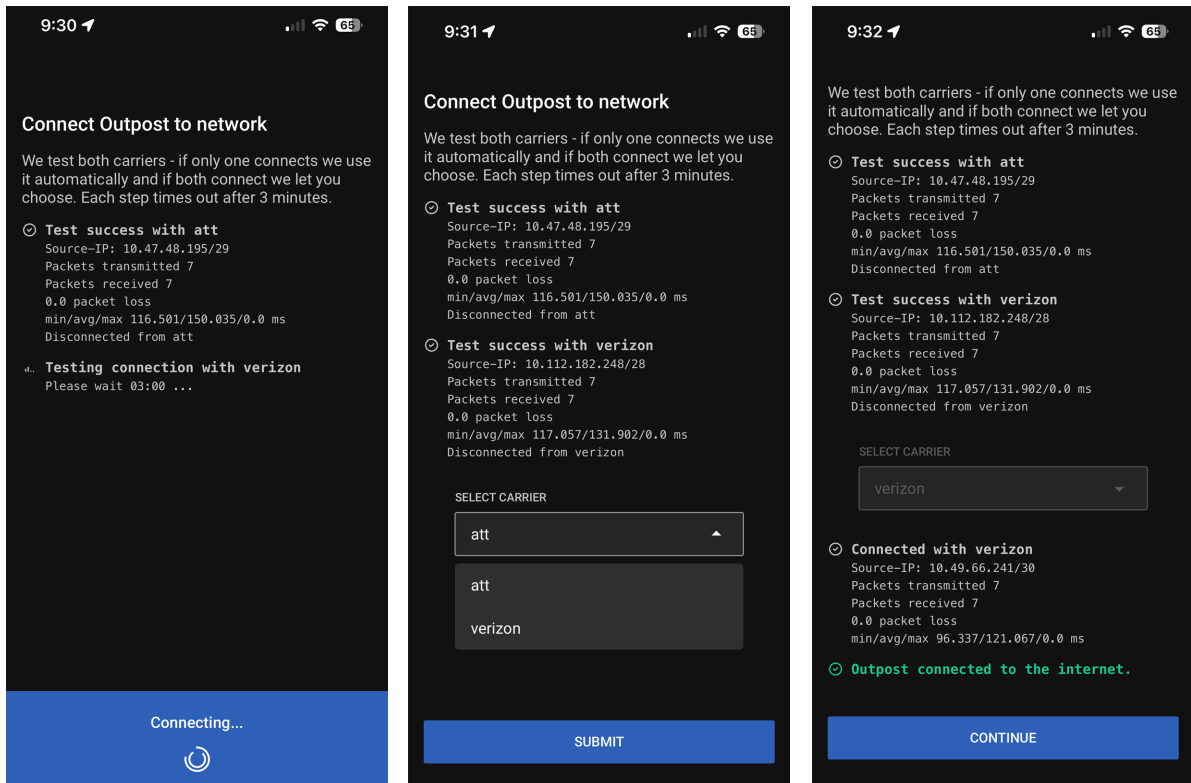 9:30
65
Connect Outpost to network
We test both carriers - if only one connects we use
it automatically and if both connect we let you
choose. Each step times out after 3 minutes.
Test success with att
Source-IP: 10.47.48.195/29
Packets transmitted 7
Packets received 7
0.0 packet loss
min/avg/max 116.501/150.035/0.0 ms
Disconnected from att
Testing connection with verizon
Please wait 03:00 ...
Connecting...
9:31
65
Connect Outpost to network
We test both carriers - if only one connects we use
it automatically and if both connect we let you
choose. Each step times out after 3 minutes.
Test success with att
Source-IP: 10.47.48.195/29
Packets transmitted 7
Packets received 7
0.0 packet loss
min/avg/max 116.501/150.035/0.0 ms
Disconnected from att
Test success with verizon
Source-IP: 10.112.182.248/28
Packets transmitted 7
Packets received 7
0.0 packet loss
min/avg/max 117.057/131.902/0.0 ms
Disconnected from verizon
SELECT CARRIER
att
att
verizon
SUBMIT
9:32
65
We test both carriers - if only one connects we use
it automatically and if both connect we let you
choose. Each step times out after 3 minutes.
Test success with att
Source-IP: 10.47.48.195/29
Packets transmitted 7
Packets received 7
0.0 packet loss
min/avg/max 116.501/150.035/0.0 ms
Disconnected from att
Test success with verizon
Source-IP: 10.112.182.248/28
Packets transmitted 7
Packets received 7
0.0 packet loss
min/avg/max 117.057/131.902/0.0 ms
Disconnected from verizon
SELECT CARRIER
verizon
Connected with verizon
Source-IP: 10.49.66.241/30
Packets transmitted 7
Packets received 7
0.0 packet loss
min/avg/max 96.337/121.067/0.0 ms
Outpost connected to the internet.
CONTINUE